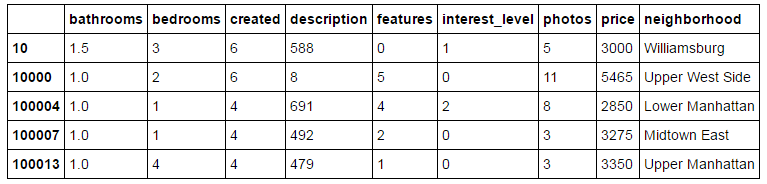 bathrooms bedrooms created description features interest_level photos price neighborhood
10 1.5 3 6 588 0 1 5 3000 Williamsburg
10000 1.0 2 6 8 5 0 11 5465 Upper West Side
100004 1.0 1 4 691 4 2 8 2850 Lower Manhattan
100007 1.0 1 4 492 2 0 3 3275 Midtown East
100013 1.0 4 4 479 1 0 3 3350 Upper Manhattan